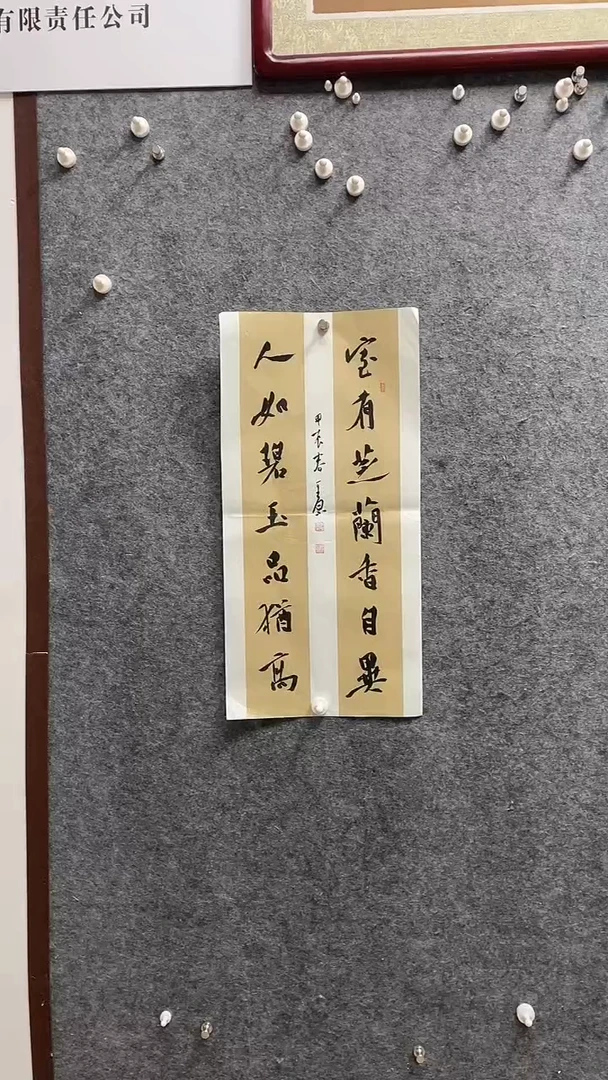 有限责任公司
室有芝蘭香自異
人如碧玉品猶高
甲辰春